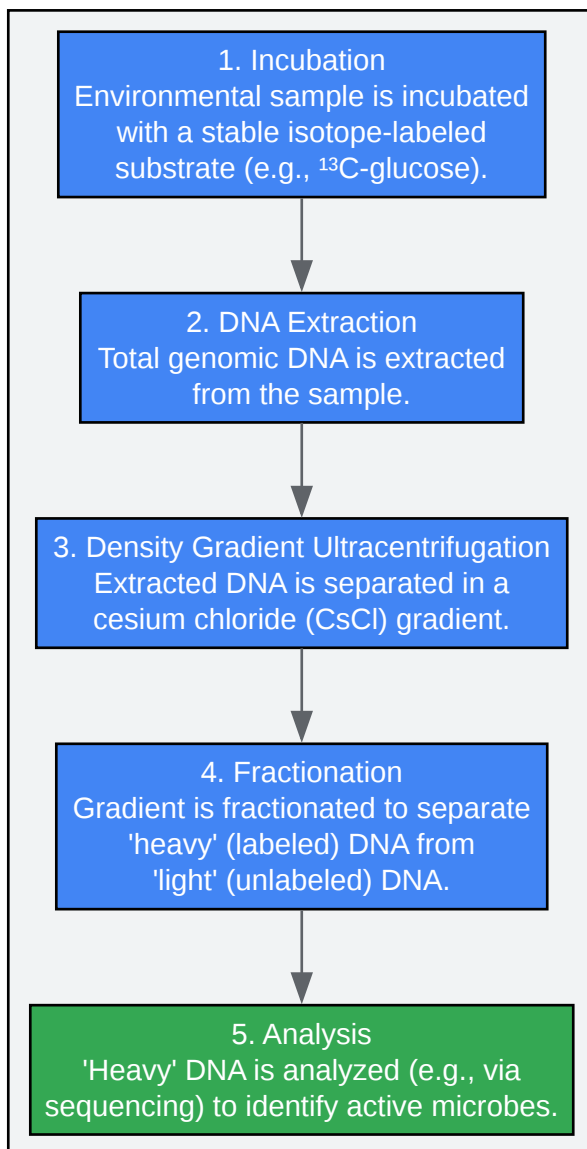 1. Incubation
Environmental sample is incubated
with a stable isotope-labeled
substrate (e.g., ¹³C-glucose).
2. DNA Extraction
Total genomic DNA is extracted
from the sample.
3. Density Gradient Ultracentrifugation
Extracted DNA is separated in a
cesium chloride (CsCl) gradient.
4. Fractionation
Gradient is fractionated to separate
'heavy' (labeled) DNA from
'light' (unlabeled) DNA.
5. Analysis
'Heavy' DNA is analyzed (e.g., via
sequencing) to identify active microbes.